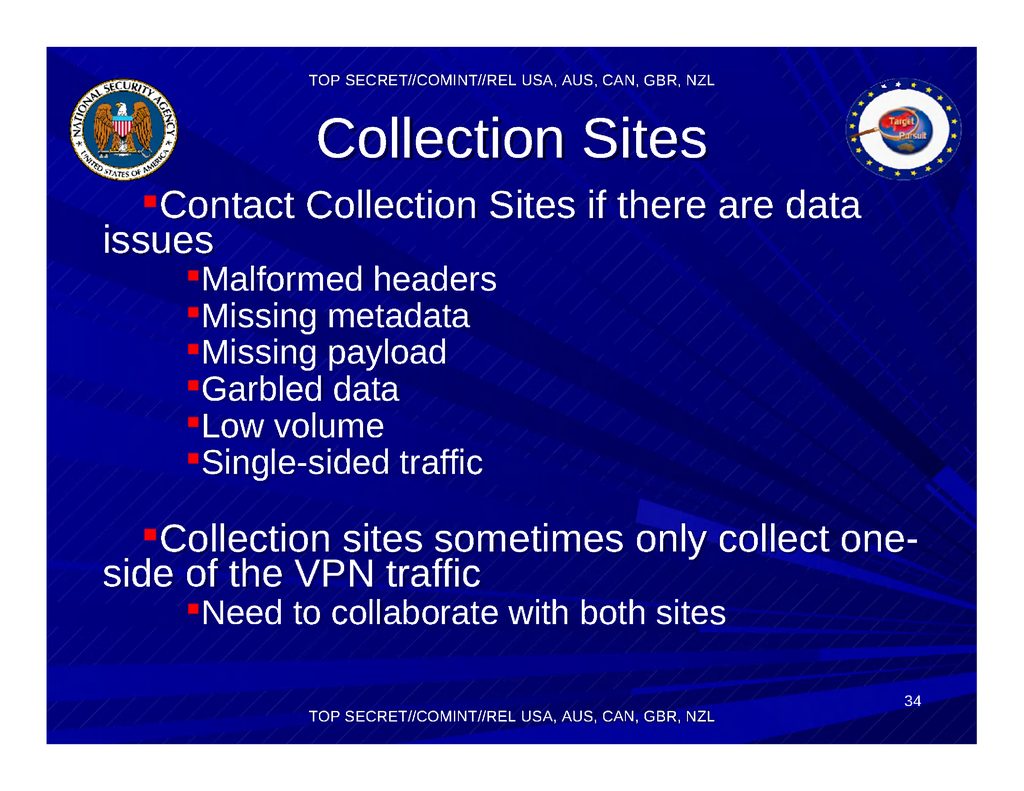 TOP SECRET//COMINT//REL USA, AUS, CAN, GBR, NZL
NATIONAL SECURITY AGENCY
UNITED STATES OF AMERICA
Target
Pursuit
Collection Sites
Contact Collection Sites if there are data
issues
Malformed headers
Missing metadata
Missing payload
Garbled data
Low volume
Single-sided traffic
Collection sites sometimes only collect one-
side of the VPN traffic
Need to collaborate with both sites
34
TOP SECRET//COMINT//REL USA, AUS, CAN, GBR, NZL